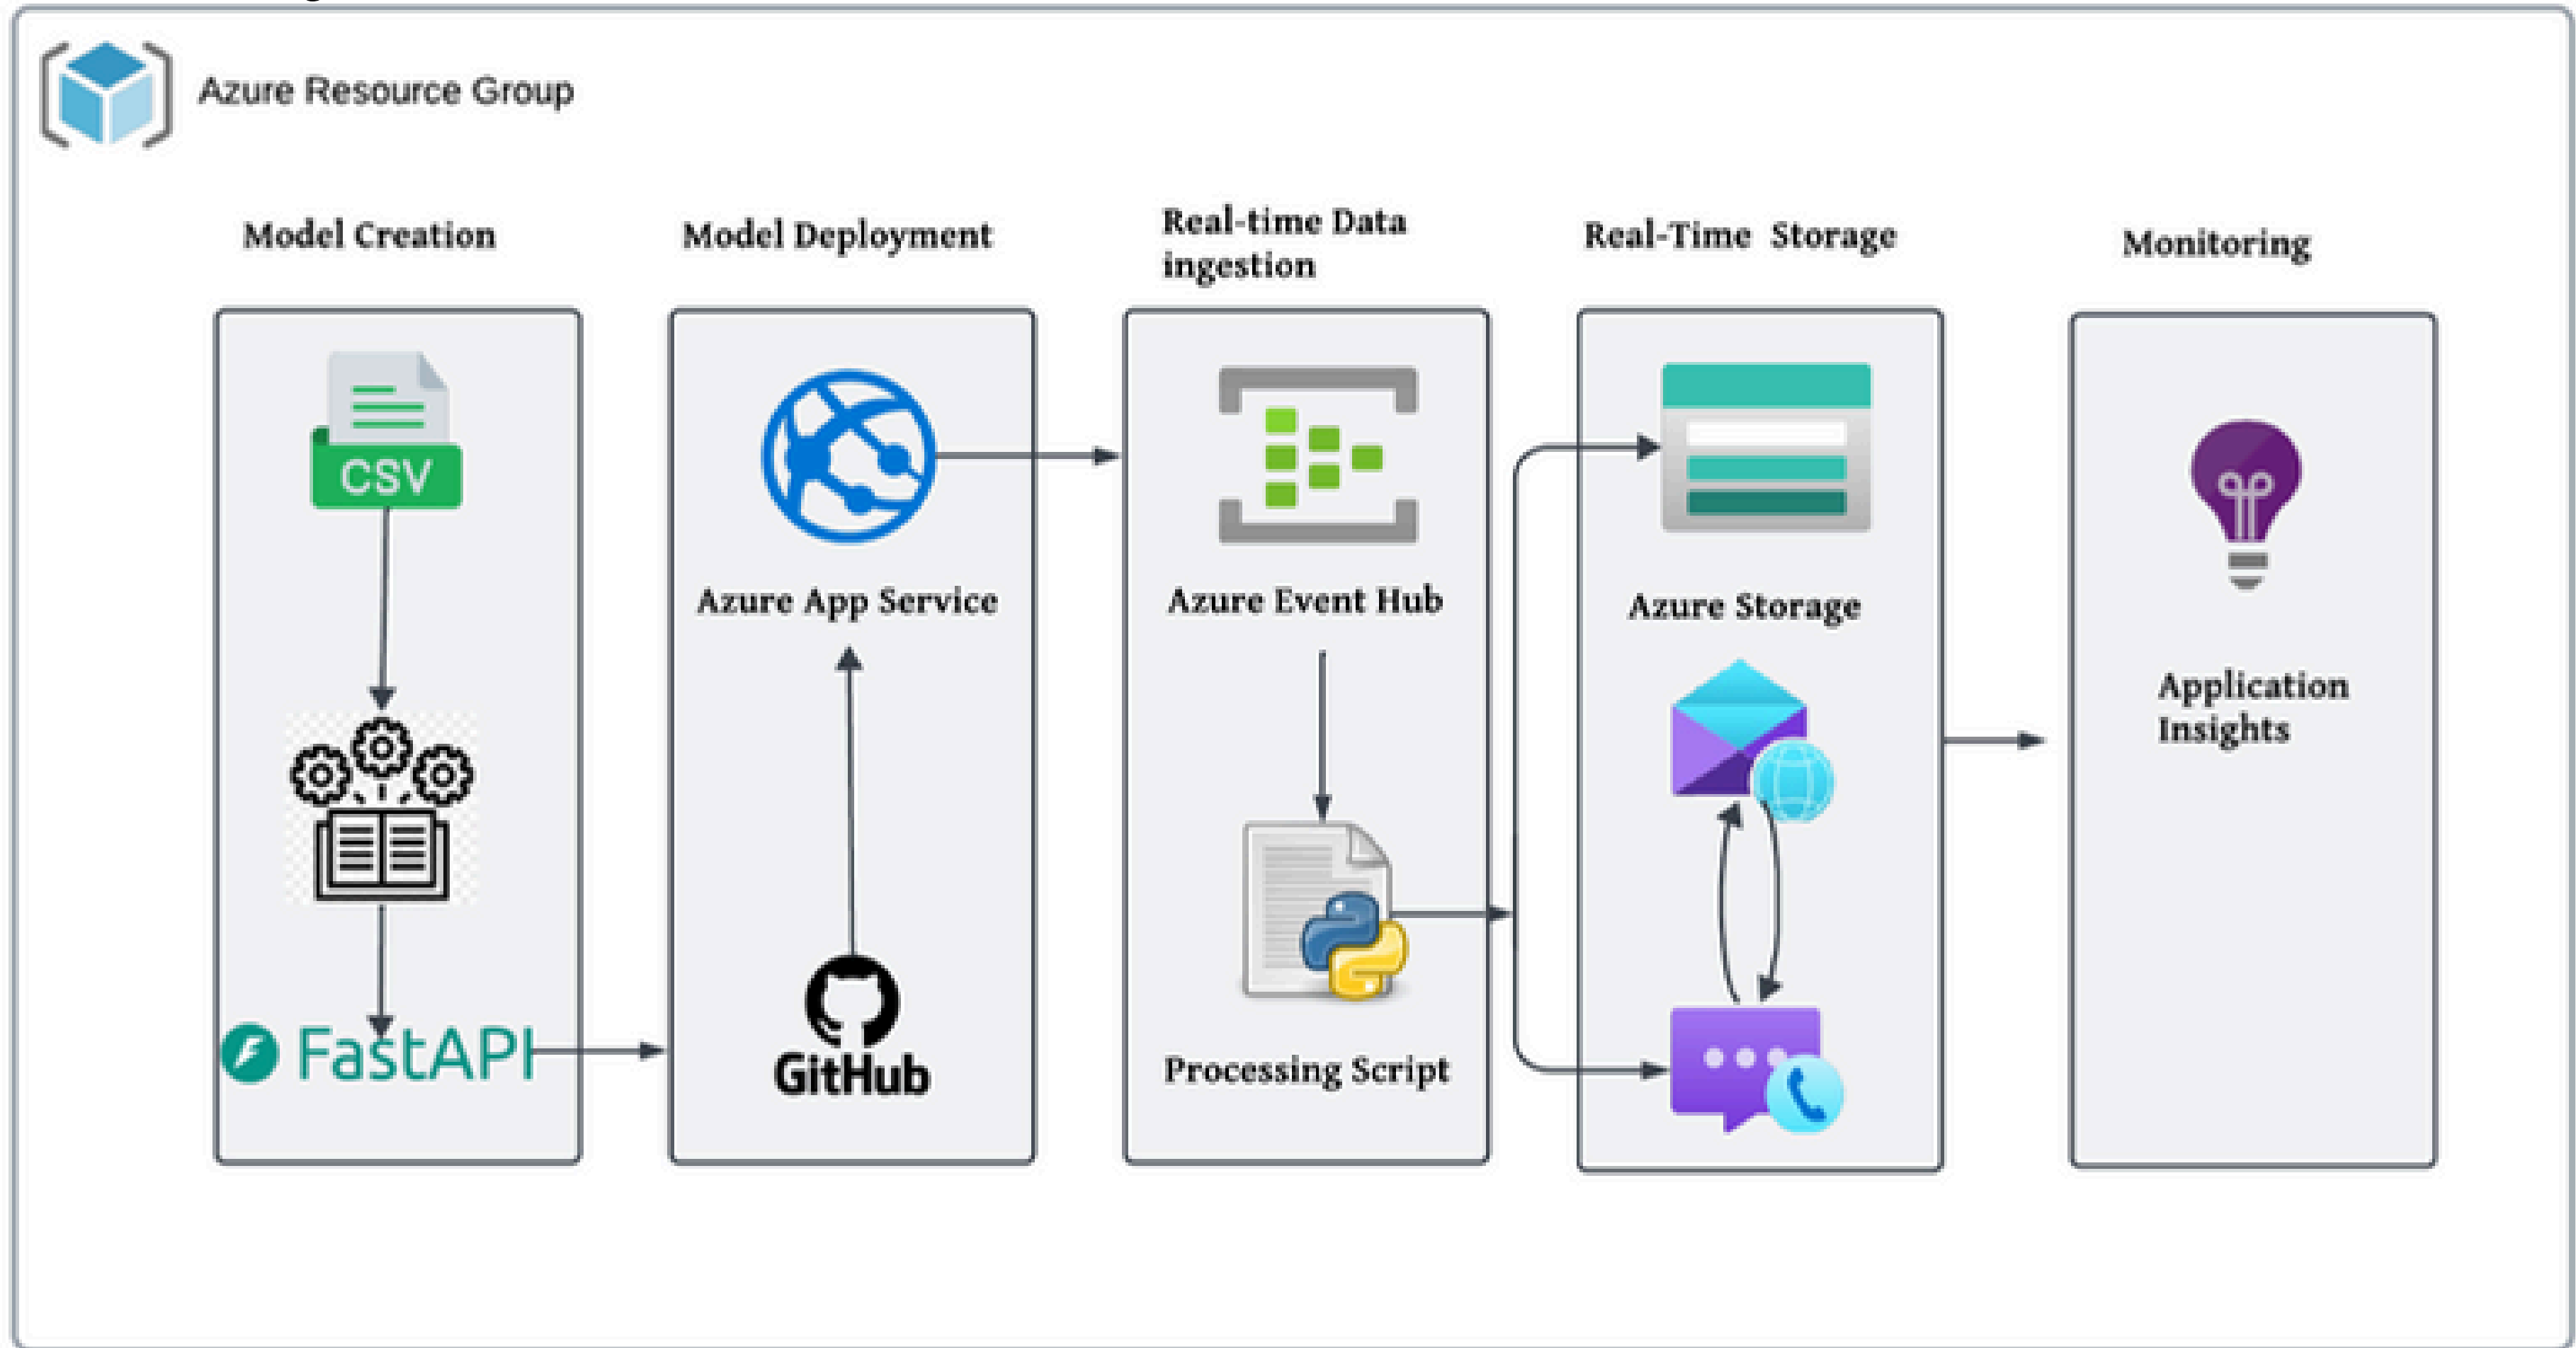 Azure Resource Group
Model Creation
Model Deployment
Real-time Data
ingestion
Real-Time Storage
Monitoring
CSV
Azure App Service
Azure Event Hub
Azure Storage
Application
Insights
FastAPI
GitHub
Processing Script